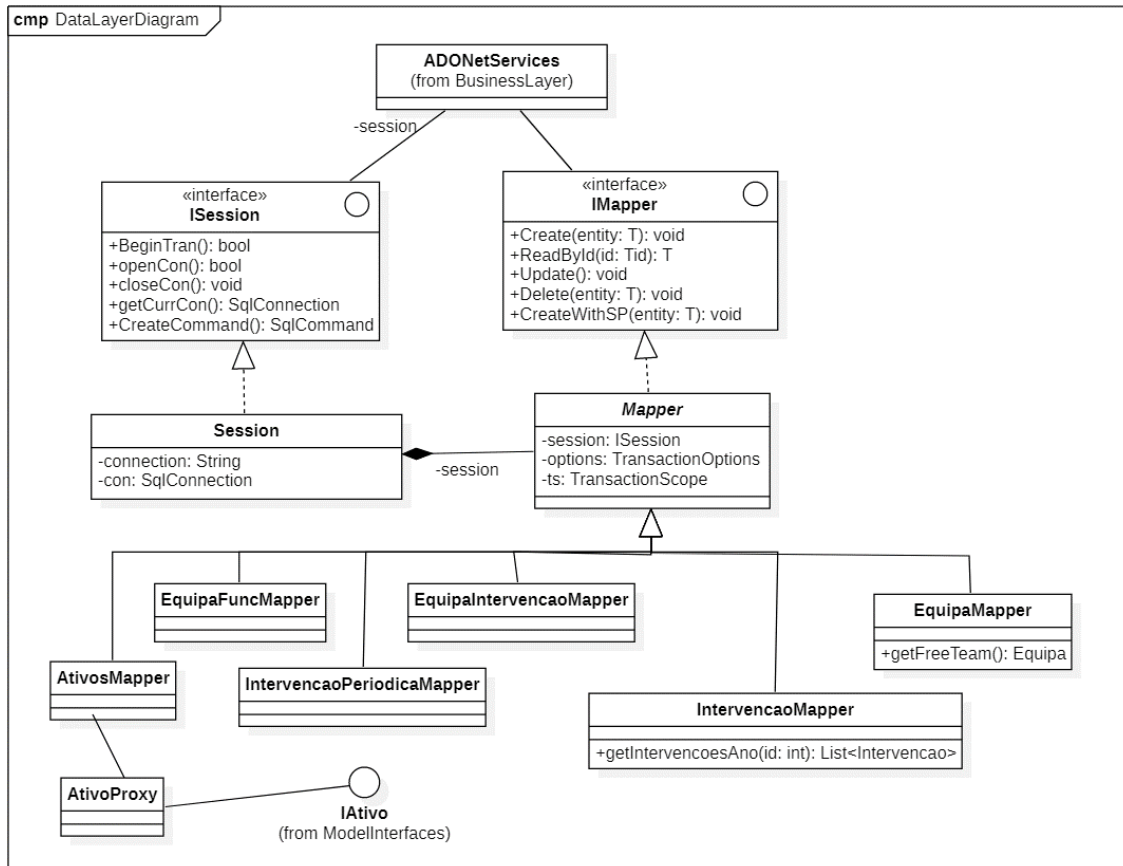 cmp DataLayerDiagram
ADONetServices
(from BusinessLayer)
-session
«interface»
ISession
+BeginTran(): bool
+openCon(): bool
+closeCon(): void
+getCurrCon(): SqlConnection
+CreateCommand(): SqlCommand
«interface»
IMapper
+Create(entity: T): void
+ReadById(id: Tid): T
+Update(): void
+Delete(entity: T): void
+CreateWithSP(entity: T): void
Session
-connection: String
-con: SqlConnection
-session
Mapper
-session: ISession
-options: TransactionOptions
-ts: TransactionScope
EquipaFuncMapper
EquipaIntervencaoMapper
EquipaMapper
+getFreeTeam(): Equipa
AtivosMapper
IntervencaoPeriodicaMapper
IntervencaoMapper
+getIntervencoesAno(id: int): List<Intervencao>
AtivoProxy
IAtivo
(from ModelInterfaces)